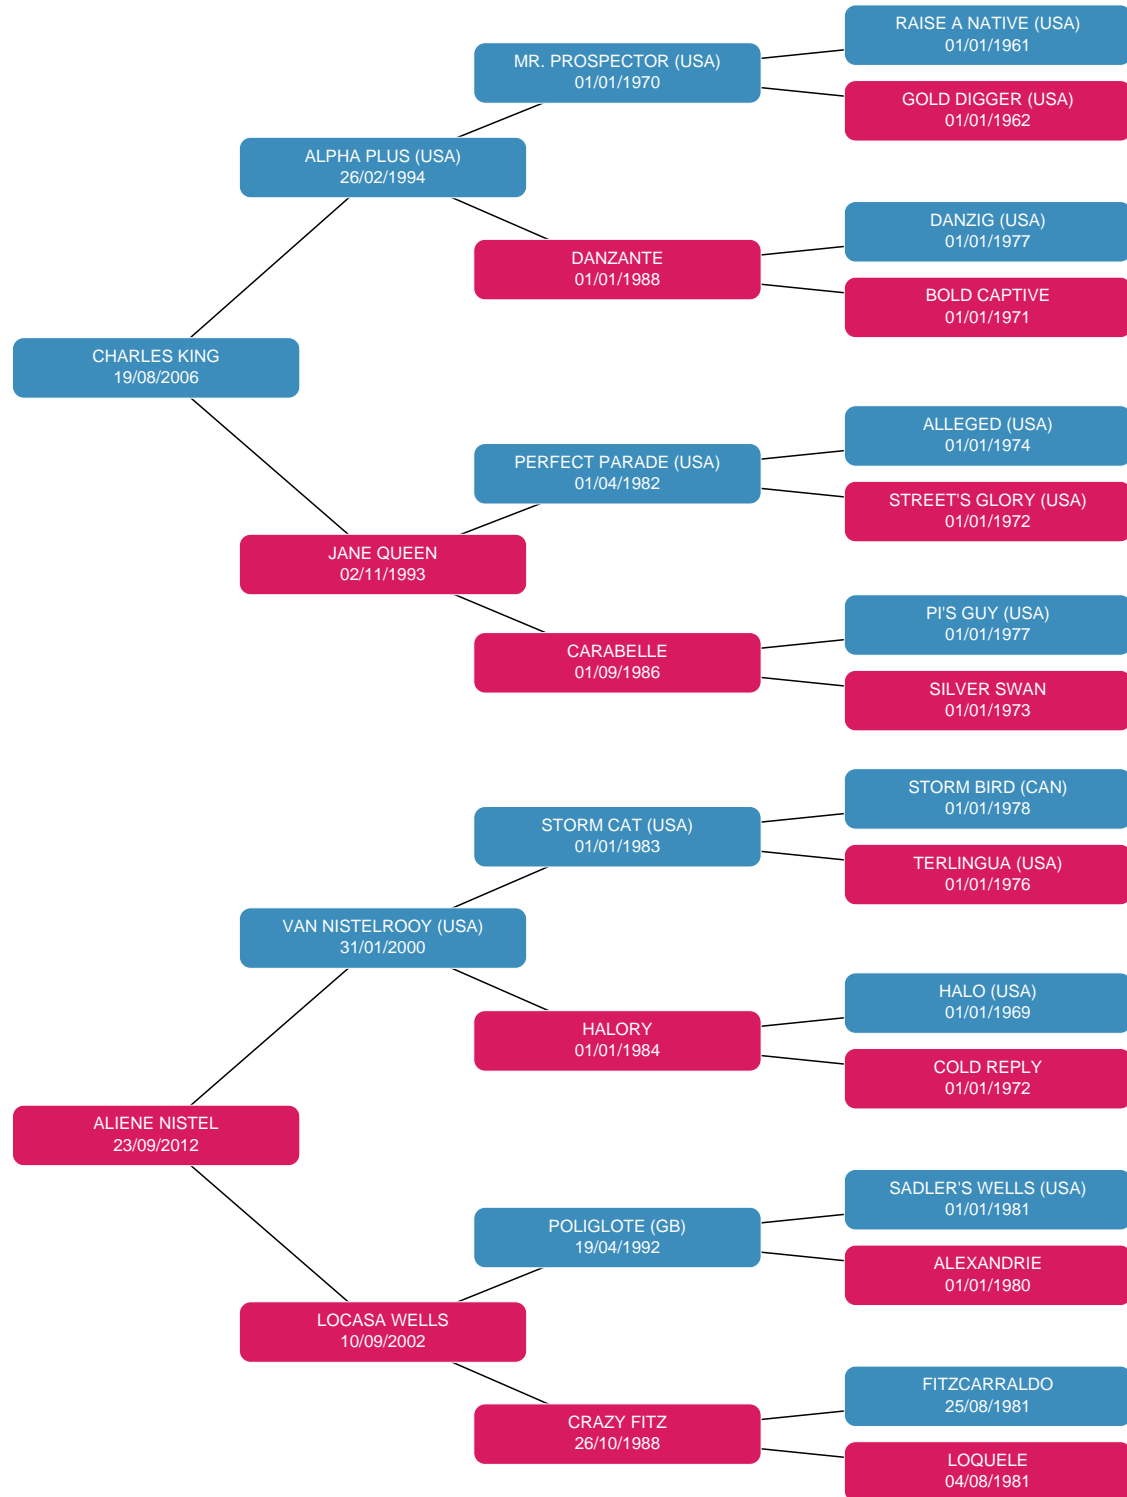 RAISE A NATIVE (USA)
01/01/1961
MR. PROSPECTOR (USA)
01/01/1970
GOLD DIGGER (USA)
01/01/1962
ALPHA PLUS (USA)
26/02/1994
DANZIG (USA)
01/01/1977
DANZANTE
01/01/1988
BOLD CAPTIVE
01/01/1971
CHARLES KING
19/08/2006
ALLEGED (USA)
01/01/1974
PERFECT PARADE (USA)
01/04/1982
STREET'S GLORY (USA)
01/01/1972
JANE QUEEN
02/11/1993
PI'S GUY (USA)
01/01/1977
CARABELLE
01/09/1986
SILVER SWAN
01/01/1973
STORM BIRD (CAN)
01/01/1978
STORM CAT (USA)
01/01/1983
TERLINGUA (USA)
01/01/1976
VAN NISTELROOY (USA)
31/01/2000
HALO (USA)
01/01/1969
HALORY
01/01/1984
COLD REPLY
01/01/1972
ALIENE NISTEL
23/09/2012
SADLER'S WELLS (USA)
01/01/1981
POLIGLOTE (GB)
19/04/1992
ALEXANDRIE
01/01/1980
LOCASA WELLS
10/09/2002
FITZCARRALDO
25/08/1981
CRAZY FITZ
26/10/1988
LOQUELE
04/08/1981